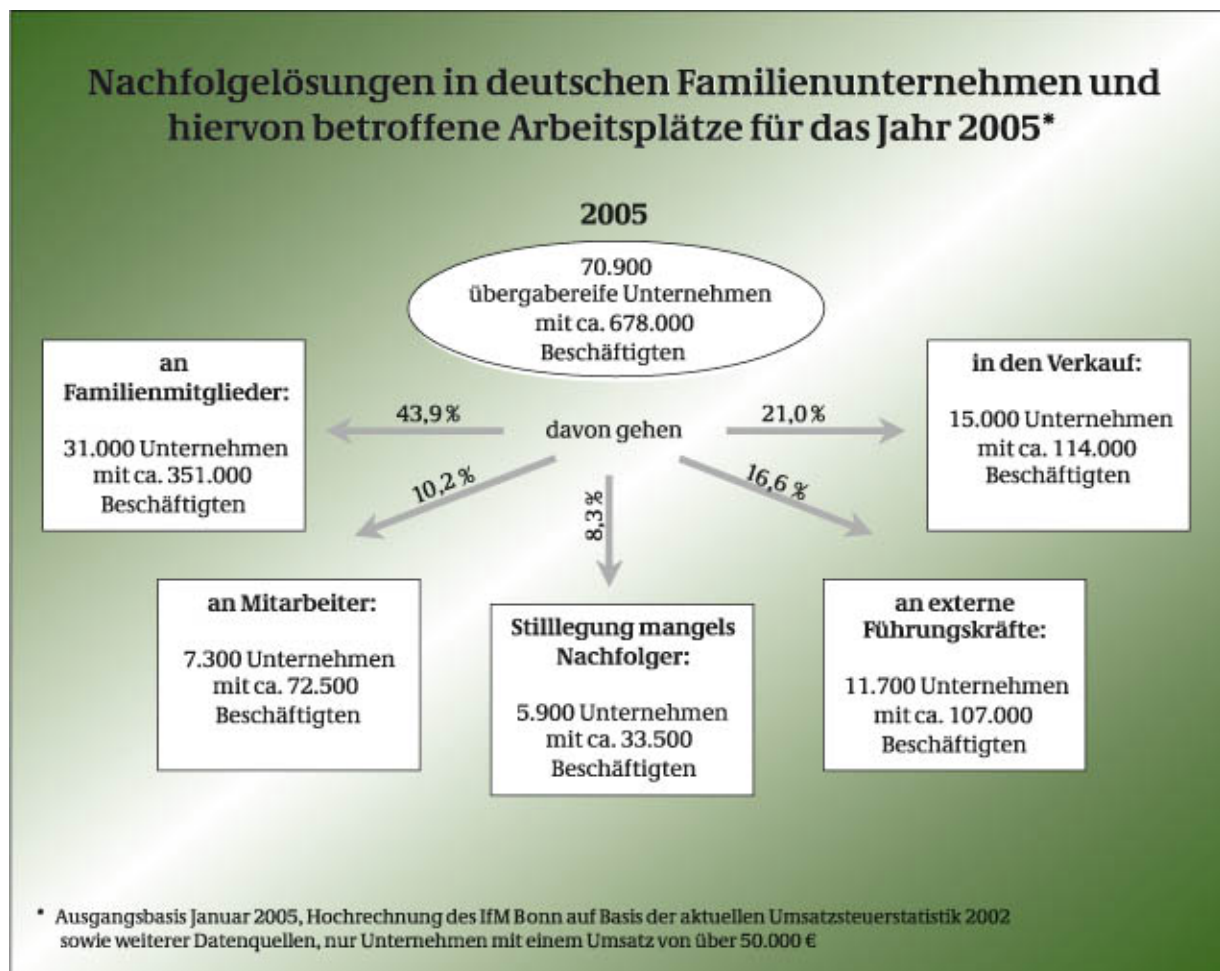 Nachfolgelösungen in deutschen Familienunternehmen und
hiervon betroffene Arbeitsplätze für das Jahr 2005*
2005
70.900
übergabereife Unternehmen
mit ca. 678.000
Beschäftigten
an
Familienmitglieder:
31.000 Unternehmen
mit ca. 351.000
Beschäftigten
43,9 %
davon gehen
21,0 %
in den Verkauf:
15.000 Unternehmen
mit ca. 114.000
Beschäftigten
10,2 %
8,3 %
16,6 %
an Mitarbeiter:
7.300 Unternehmen
mit ca. 72.500
Beschäftigten
Stilllegung mangels
Nachfolger:
5.900 Unternehmen
mit ca. 33.500
Beschäftigten
an externe
Führungskräfte:
11.700 Unternehmen
mit ca. 107.000
Beschäftigten
* Ausgangsbasis Januar 2005, Hochrechnung des IfM Bonn auf Basis der aktuellen Umsatzsteuerstatistik 2002
sowie weiterer Datenquellen, nur Unternehmen mit einem Umsatz von über 50.000 €